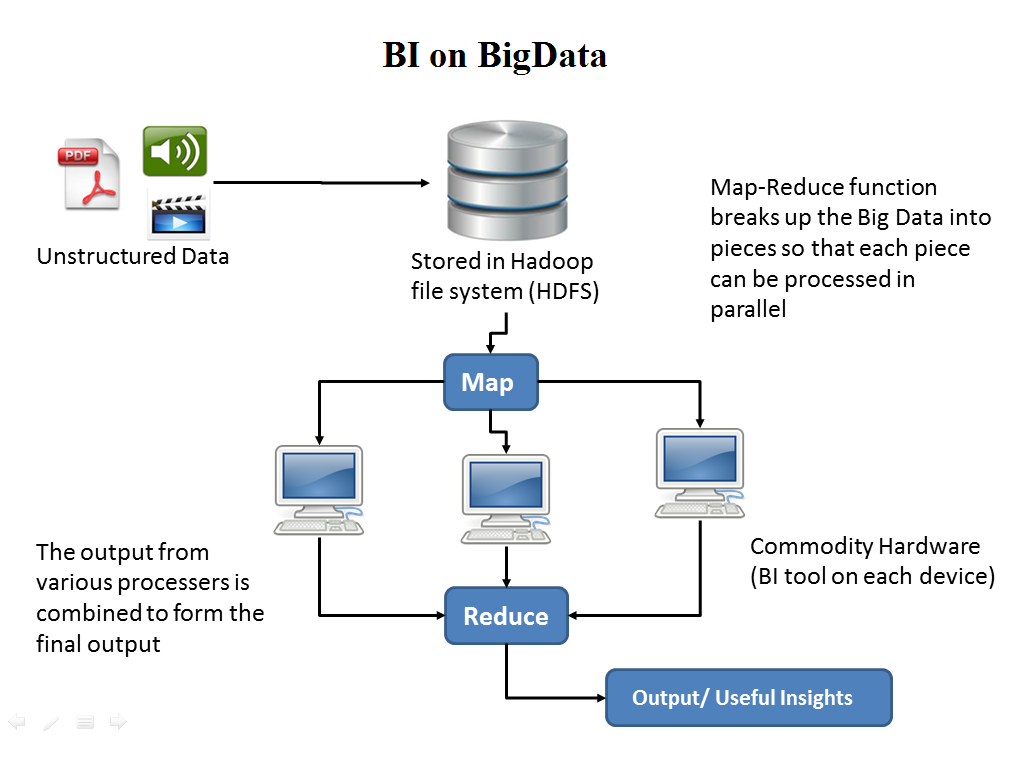 BI on BigData
PDF
Unstructured Data
Stored in Hadoop
file system (HDFS)
Map-Reduce function
breaks up the Big Data into
pieces so that each piece
can be processed in
parallel
Map
The output from
various processers is
combined to form the
final output
Commodity Hardware
(BI tool on each device)
Reduce
Output/ Useful Insights